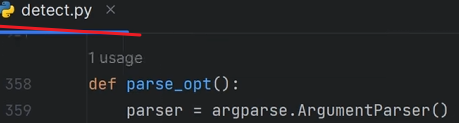 detect.py ×
1 usage
358 def parse_opt():
359 parser = argparse.ArgumentParser()